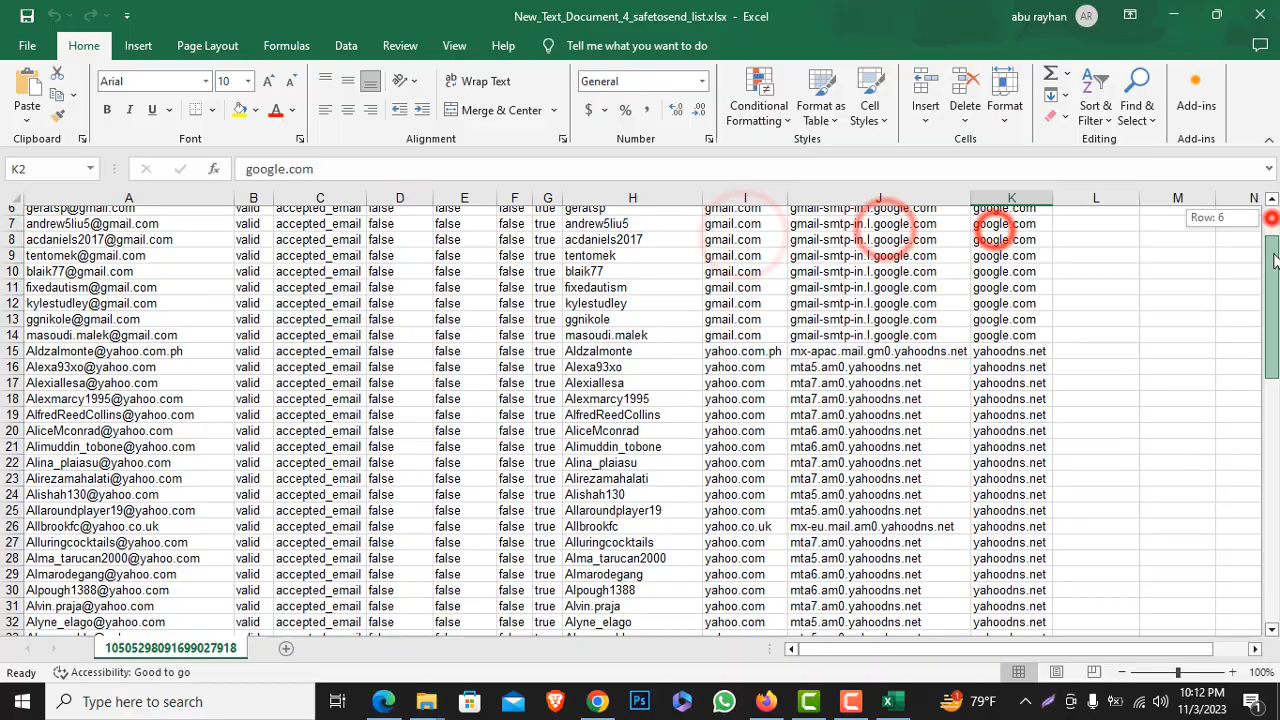 New_Text_Document_4_safetosend_list.xlsx - Excel
abu rayhan
AR
File Home Insert Page Layout Formulas Data Review View Help Tell me what you want to do
Arial 10 Wrap Text General
Paste B I U Merge & Center $ % Conditional Formatting Format as Table Cell Styles Insert Delete Format Sort & Filter Find & Select Add-ins
Clipboard Font Alignment Number Styles Cells Editing Add-ins
K2 fx google.com
A B C D E F G H I J K L M N
6 geratsp@gmail.com false false false true geratsp gmail.com gmail-smtp-in.l.google.com google.com
Row: 6
7 andrew5liu5@gmail.com valid accepted_email false false false true andrew5liu5 gmail.com gmail-smtp-in.l.google.com google.com
8 acdaniels2017@gmail.com valid accepted_email false false false true acdaniels2017 gmail.com gmail-smtp-in.l.google.com google.com
9 tentomek@gmail.com valid accepted_email false false false true tentomek gmail.com gmail-smtp-in.l.google.com google.com
10 blaik77@gmail.com valid accepted_email false false false true blaik77 gmail.com gmail-smtp-in.l.google.com google.com
11 fixedautism@gmail.com valid accepted_email false false false true fixedautism gmail.com gmail-smtp-in.l.google.com google.com
12 kylestudley@gmail.com valid accepted_email false false false true kylestudley gmail.com gmail-smtp-in.l.google.com google.com
13 ggnikole@gmail.com valid accepted_email false false false true ggnikole gmail.com gmail-smtp-in.l.google.com google.com
14 masoudi.malek@gmail.com valid accepted_email false false false true masoudi.malek gmail.com gmail-smtp-in.l.google.com google.com
15 Aldzalmonte@yahoo.com.ph valid accepted_email false false false true Aldzalmonte yahoo.com.ph mx-apac.mail.gm0.yahoodns.net yahoodns.net
16 Alexa93xo@yahoo.com valid accepted_email false false false true Alexa93xo yahoo.com mta5.am0.yahoodns.net yahoodns.net
17 Alexiallesa@yahoo.com valid accepted_email false false false true Alexiallesa yahoo.com mta7.am0.yahoodns.net yahoodns.net
18 Alexmarcy1995@yahoo.com valid accepted_email false false false true Alexmarcy1995 yahoo.com mta7.am0.yahoodns.net yahoodns.net
19 AlfredReedCollins@yahoo.com valid accepted_email false false false true AlfredReedCollins yahoo.com mta7.am0.yahoodns.net yahoodns.net
20 AliceMconrad@yahoo.com valid accepted_email false false false true AliceMconrad yahoo.com mta6.am0.yahoodns.net yahoodns.net
21 Alimuddin_tobone@yahoo.com valid accepted_email false false false true Alimuddin_tobone yahoo.com mta6.am0.yahoodns.net yahoodns.net
22 Alina_plaiasu@yahoo.com valid accepted_email false false false true Alina_plaiasu yahoo.com mta7.am0.yahoodns.net yahoodns.net
23 Alirezamahalati@yahoo.com valid accepted_email false false false true Alirezamahalati yahoo.com mta7.am0.yahoodns.net yahoodns.net
24 Alishah130@yahoo.com valid accepted_email false false false true Alishah130 yahoo.com mta5.am0.yahoodns.net yahoodns.net
25 Allaroundplayer19@yahoo.com valid accepted_email false false false true Allaroundplayer19 yahoo.com mta5.am0.yahoodns.net yahoodns.net
26 Allbrookfc@yahoo.co.uk valid accepted_email false false false true Allbrookfc yahoo.co.uk mx-eu.mail.am0.yahoodns.net yahoodns.net
27 Alluringcocktails@yahoo.com valid accepted_email false false false true Alluringcocktails yahoo.com mta6.am0.yahoodns.net yahoodns.net
28 Alma_tarucan2000@yahoo.com valid accepted_email false false false true Alma_tarucan2000 yahoo.com mta5.am0.yahoodns.net yahoodns.net
29 Almarodegang@yahoo.com valid accepted_email false false false true Almarodegang yahoo.com mta6.am0.yahoodns.net yahoodns.net
30 Alpough1388@yahoo.com valid accepted_email false false false true Alpough1388 yahoo.com mta6.am0.yahoodns.net yahoodns.net
31 Alvin.praja@yahoo.com valid accepted_email false false false true Alvin.praja yahoo.com mta7.am0.yahoodns.net yahoodns.net
32 Alyne_elago@yahoo.com valid accepted_email false false false true Alyne_elago yahoo.com mta7.am0.yahoodns.net yahoodns.net
10505298091699027918
Ready Accessibility: Good to go 100%
Type here to search 79°F 10:12 PM
11/3/2023